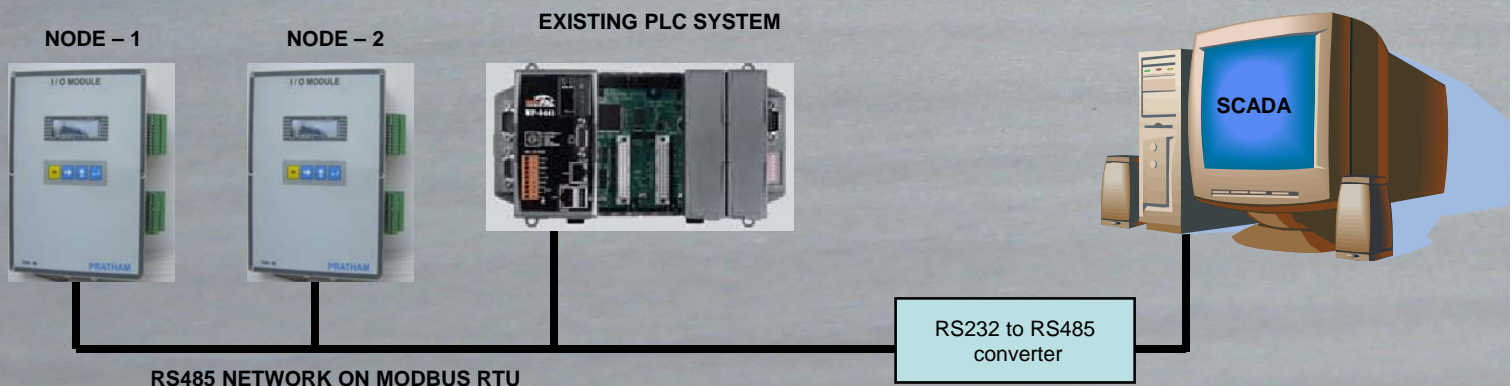 EXISTING PLC SYSTEM
NODE – 1
NODE – 2
I / O MODULE
I / O MODULE
SCADA
PRATHAM
PRATHAM
RS232 to RS485
converter
RS485 NETWORK ON MODBUS RTU